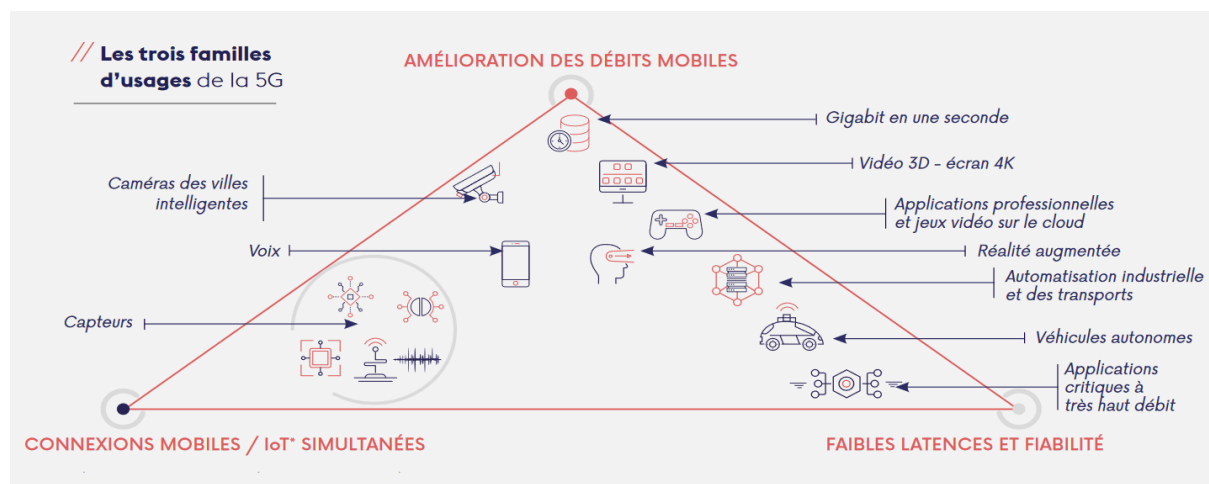 // Les trois familles
d'usages de la 5G
AMÉLIORATION DES DÉBITS MOBILES
Gigabit en une seconde
Vidéo 3D - écran 4K
Caméras des villes
intelligentes
Applications professionnelles
et jeux vidéo sur le cloud
Voix
Réalité augmentée
Automatisation industrielle
et des transports
Capteurs
Véhicules autonomes
Applications
critiques à
très haut débit
CONNEXIONS MOBILES / IoT* SIMULTANÉES
FAIBLES LATENCES ET FIABILITÉ